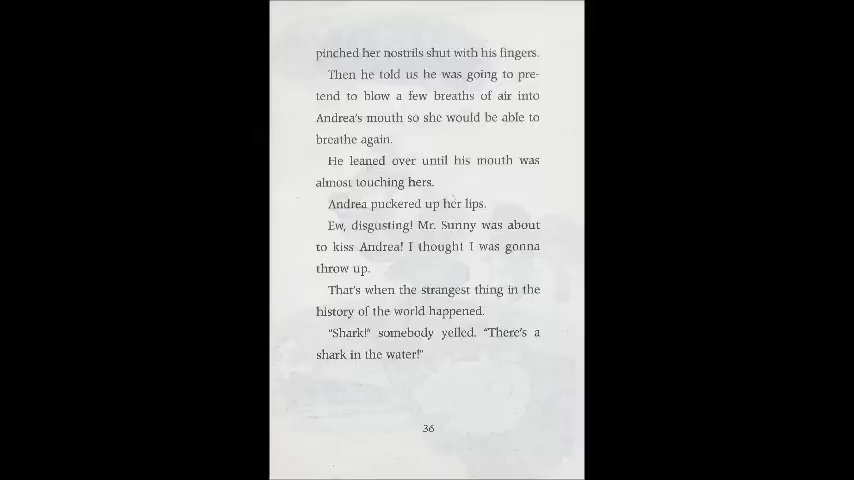 pinched her nostrils shut with his fingers.
Then he told us he was going to pre-
tend to blow a few breaths of air into
Andrea's mouth so she would be able to
breathe again.
He leaned over until his mouth was
almost touching hers.
Andrea puckered up her lips.
Ew, disgusting! Mr. Sunny was about
to kiss Andrea! I thought I was gonna
throw up.
That's when the strangest thing in the
history of the world happened.
"Shark!" somebody yelled. "There's a
shark in the water!"
36